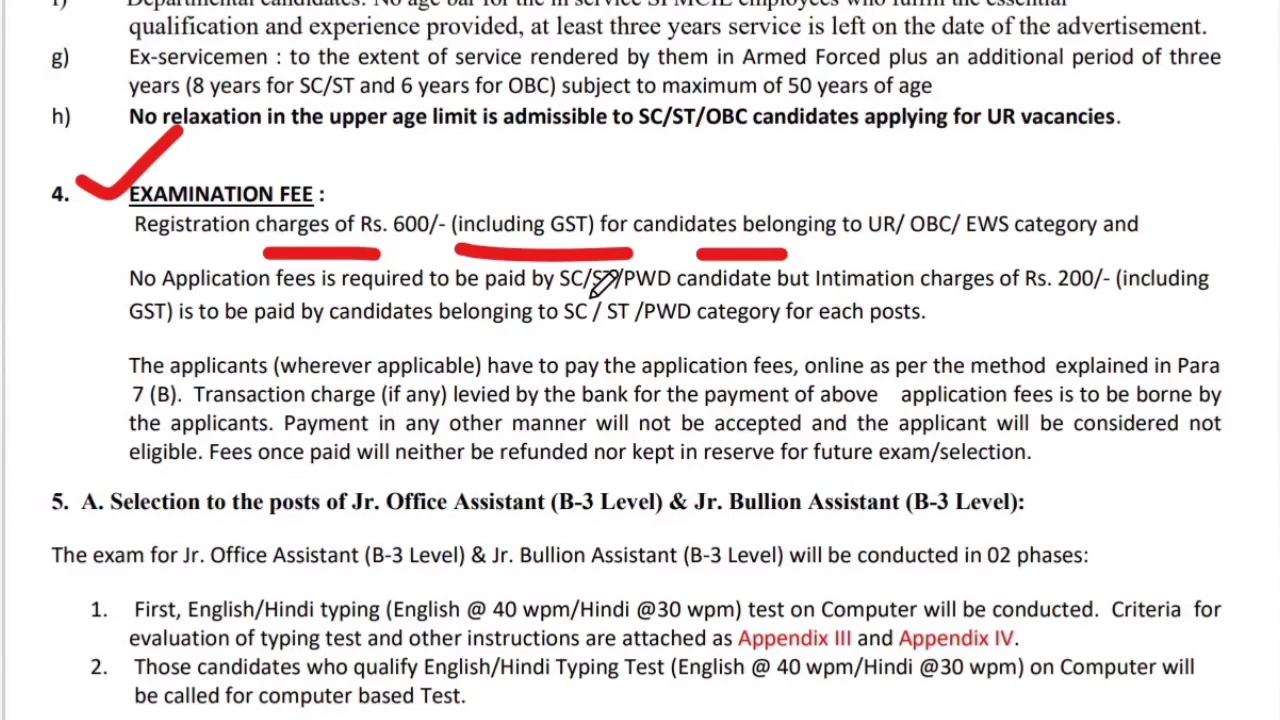 Departmental candidates: No age bar for the in service SPMCIL employees who fulfill the essential
qualification and experience provided, at least three years service is left on the date of the advertisement.
g) Ex-servicemen : to the extent of service rendered by them in Armed Forced plus an additional period of three
years (8 years for SC/ST and 6 years for OBC) subject to maximum of 50 years of age
h) No relaxation in the upper age limit is admissible to SC/ST/OBC candidates applying for UR vacancies.
4. EXAMINATION FEE :
Registration charges of Rs. 600/- (including GST) for candidates belonging to UR/ OBC/ EWS category and
No Application fees is required to be paid by SC/ST/PWD candidate but Intimation charges of Rs. 200/- (including
GST) is to be paid by candidates belonging to SC / ST /PWD category for each posts.
The applicants (wherever applicable) have to pay the application fees, online as per the method explained in Para
7 (B). Transaction charge (if any) levied by the bank for the payment of above application fees is to be borne by
the applicants. Payment in any other manner will not be accepted and the applicant will be considered not
eligible. Fees once paid will neither be refunded nor kept in reserve for future exam/selection.
5. A. Selection to the posts of Jr. Office Assistant (B-3 Level) & Jr. Bullion Assistant (B-3 Level):
The exam for Jr. Office Assistant (B-3 Level) & Jr. Bullion Assistant (B-3 Level) will be conducted in 02 phases:
1. First, English/Hindi typing (English @ 40 wpm/Hindi @30 wpm) test on Computer will be conducted. Criteria for
evaluation of typing test and other instructions are attached as Appendix III and Appendix IV.
2. Those candidates who qualify English/Hindi Typing Test (English @ 40 wpm/Hindi @30 wpm) on Computer will
be called for computer based Test.